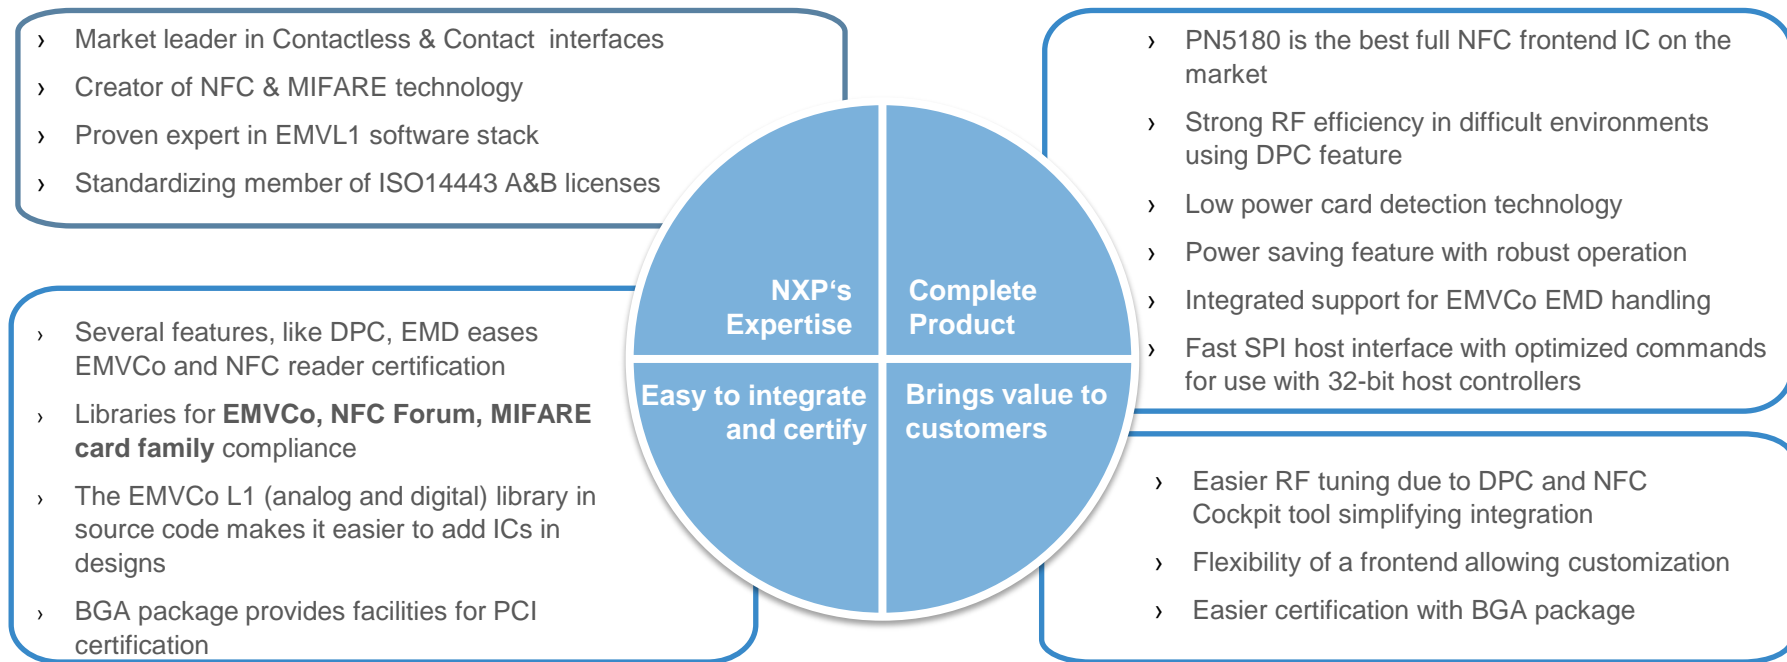 › Market leader in Contactless & Contact interfaces
› Creator of NFC & MIFARE technology
› Proven expert in EMVL1 software stack
› Standardizing member of ISO14443 A&B licenses
› PN5180 is the best full NFC frontend IC on the
market
› Strong RF efficiency in difficult environments
using DPC feature
› Low power card detection technology
› Power saving feature with robust operation
› Integrated support for EMVCo EMD handling
› Fast SPI host interface with optimized commands
for use with 32-bit host controllers
NXP‘s
Expertise
Complete
Product
Easy to integrate
and certify
Brings value to
customers
› Several features, like DPC, EMD eases
EMVCo and NFC reader certification
› Libraries for EMVCo, NFC Forum, MIFARE
card family compliance
› The EMVCo L1 (analog and digital) library in
source code makes it easier to add ICs in
designs
› BGA package provides facilities for PCI
certification
› Easier RF tuning due to DPC and NFC
Cockpit tool simplifying integration
› Flexibility of a frontend allowing customization
› Easier certification with BGA package